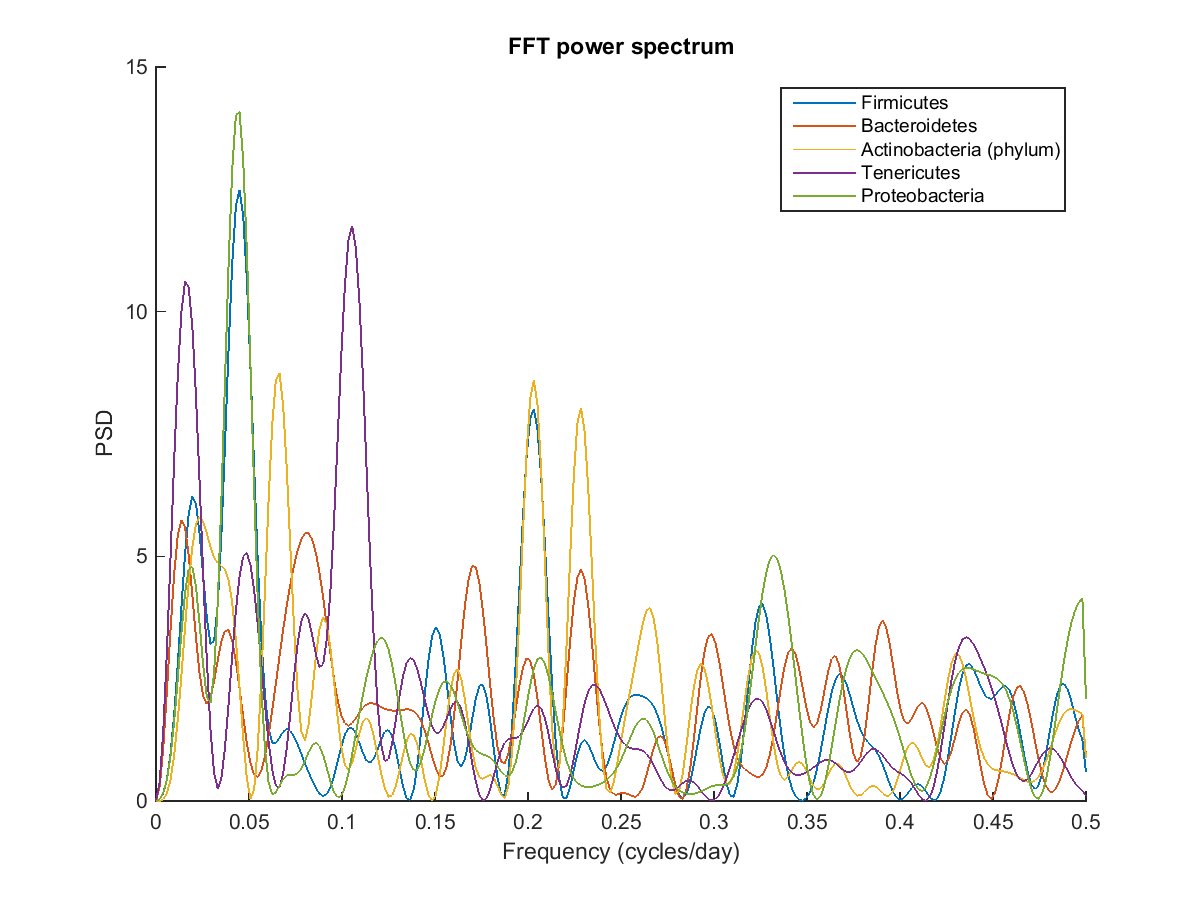 FFT power spectrum
15
10
5
0
PSD
Firmicutes
Bacteroidetes
Actinobacteria (phylum)
Tenericutes
Proteobacteria
0 0.05 0.1 0.15 0.2 0.25 0.3 0.35 0.4 0.45 0.5
Frequency (cycles/day)